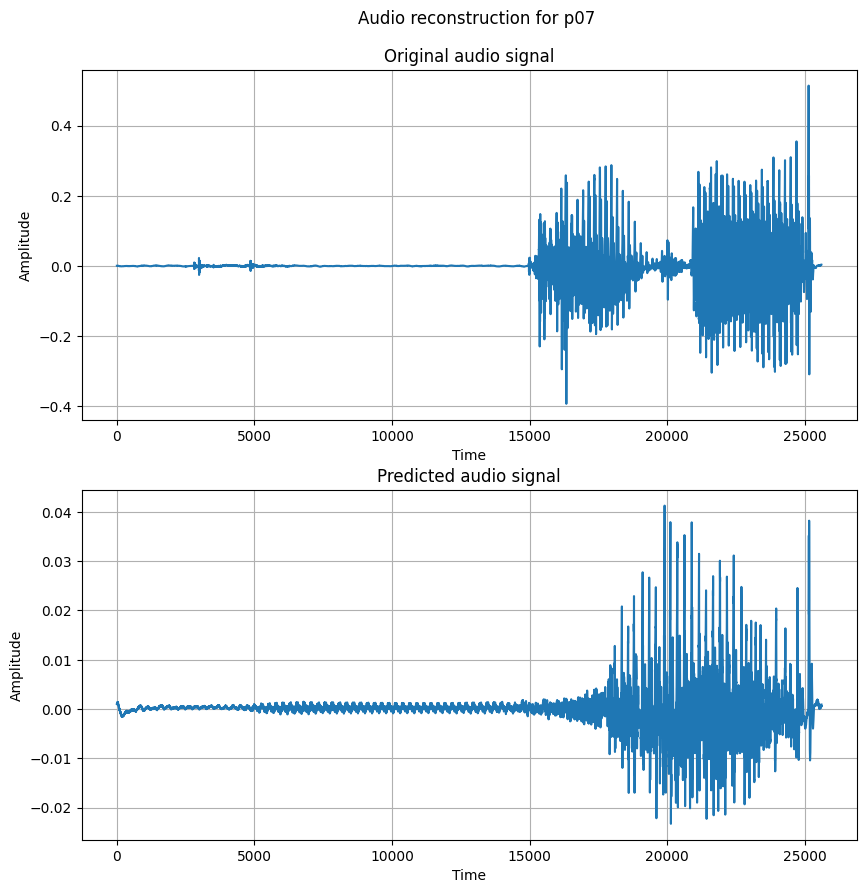 Audio reconstruction for p07
Original audio signal
Amplitude
0.4
0.2
0.0
−0.2
−0.4
0 5000 10000 15000 20000 25000
Time
Predicted audio signal
Amplitude
0.04
0.03
0.02
0.01
0.00
−0.01
−0.02
0 5000 10000 15000 20000 25000
Time